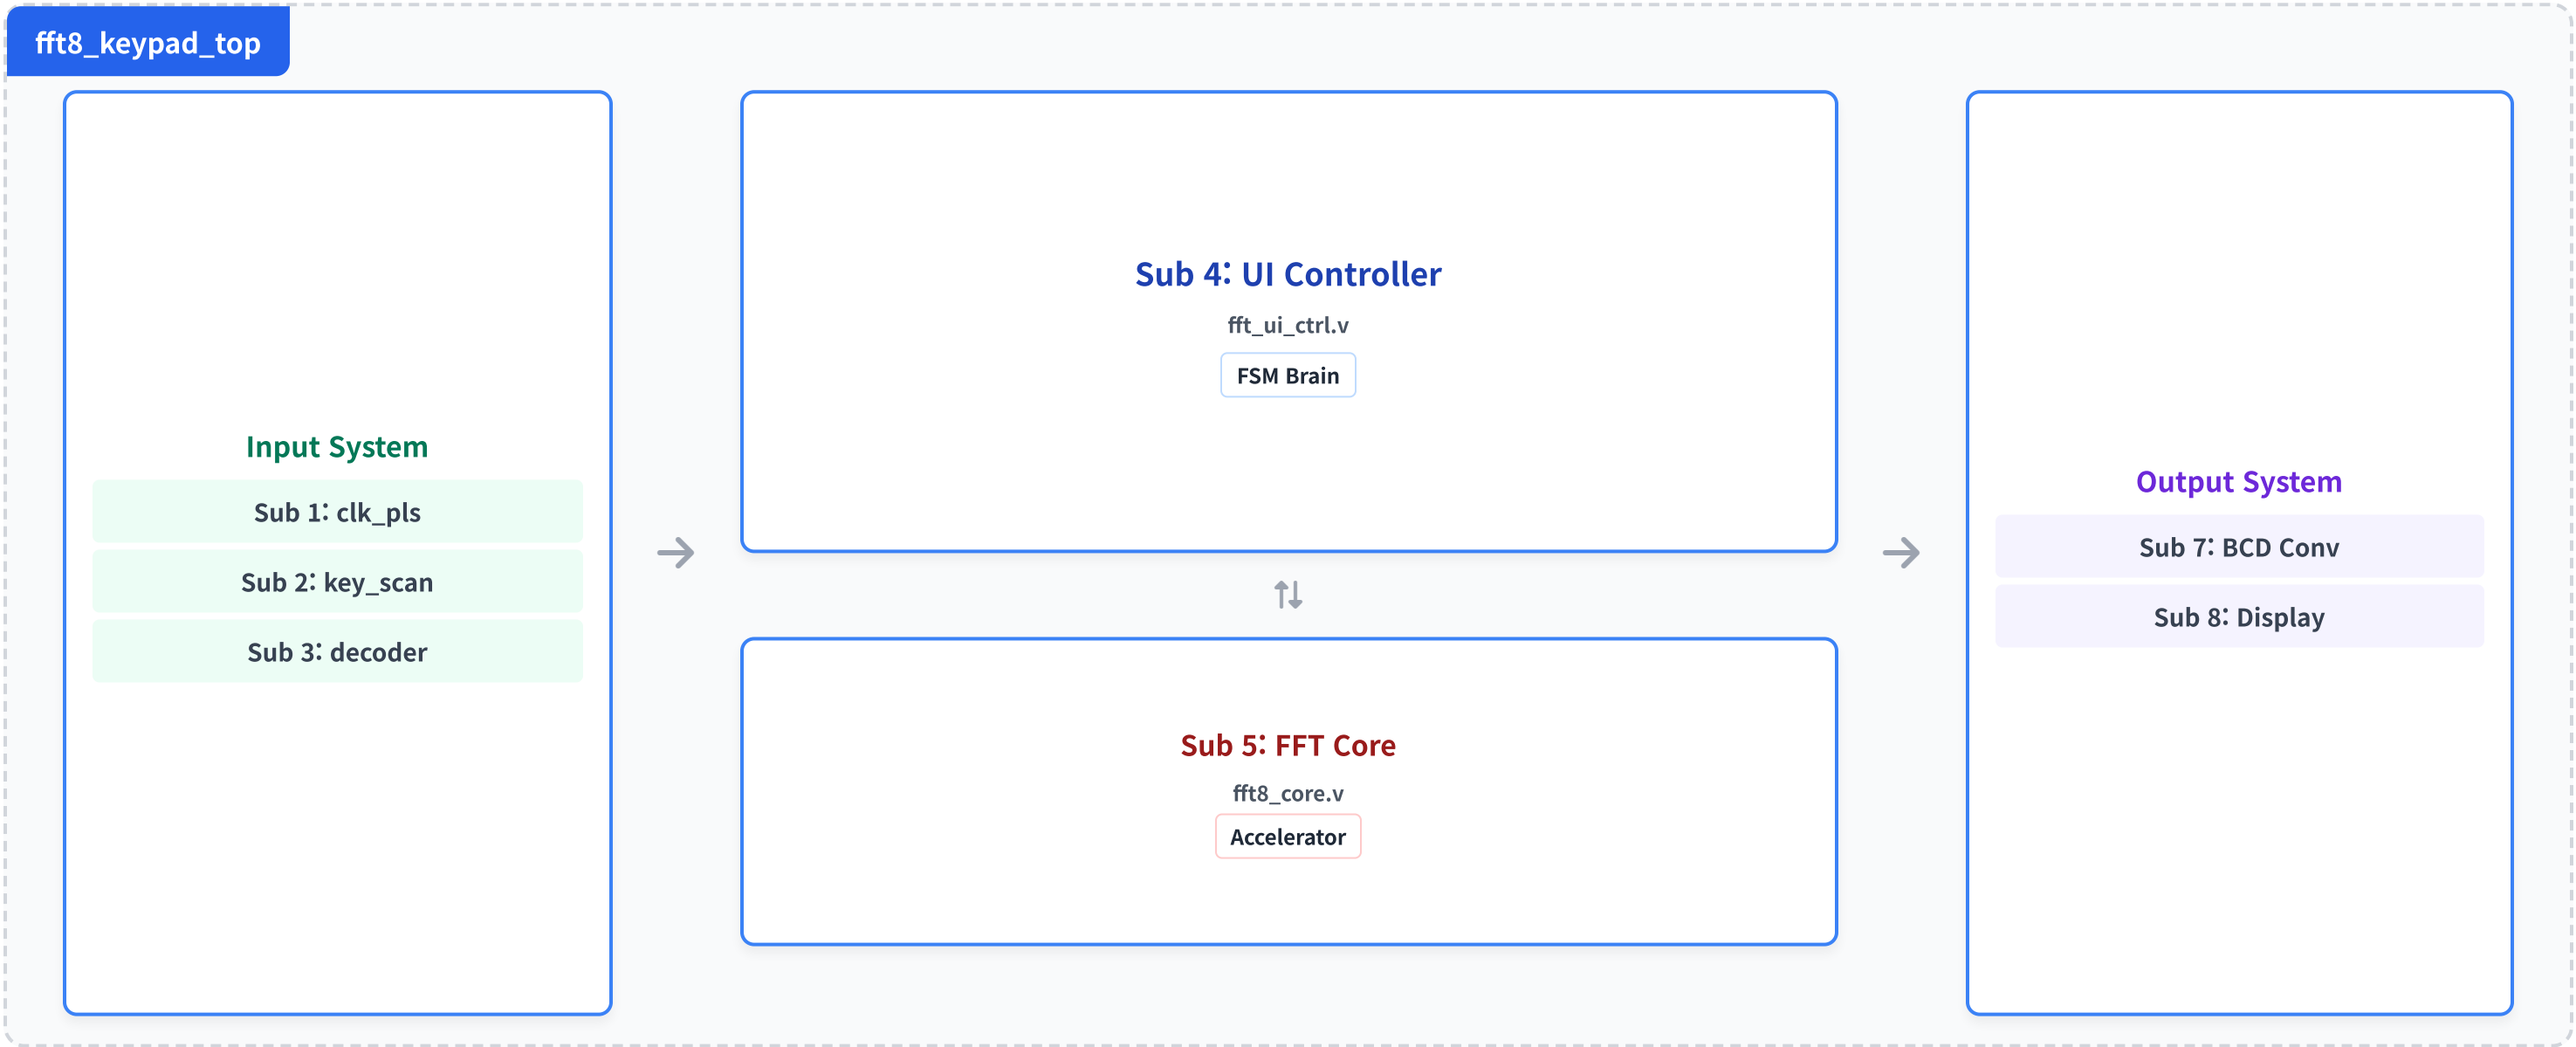 fft8_keypad_top
Input System
Sub 1: clk_pls
Sub 2: key_scan
Sub 3: decoder
Sub 4: UI Controller
fft_ui_ctrl.v
FSM Brain
Sub 5: FFT Core
fft8_core.v
Accelerator
Output System
Sub 7: BCD Conv
Sub 8: Display